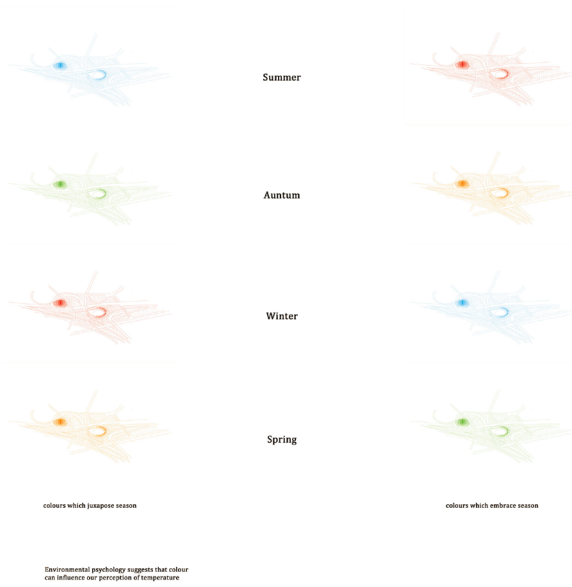 Summer
Auntum
Winter
Spring
colours which juxapose season
colours which embrace season
Environmental psychology suggests that colour
can influence our perception of temperature